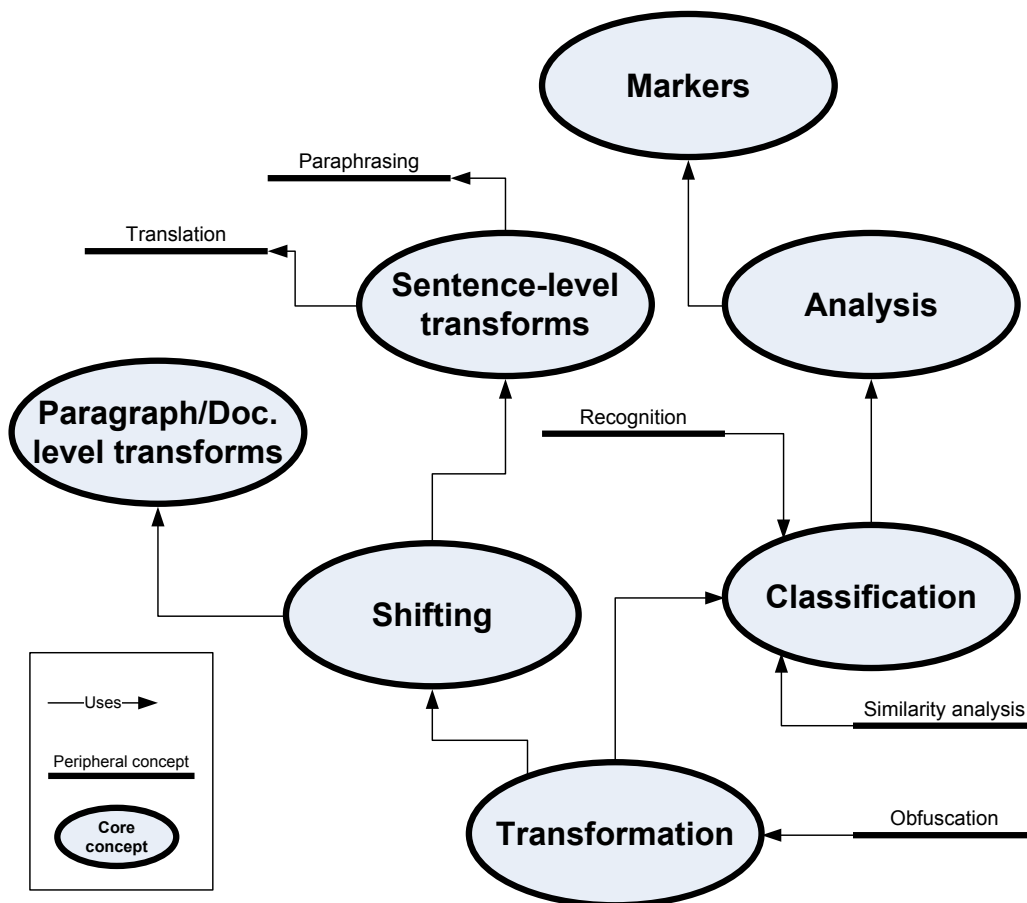 Markers
Paraphrasing
Translation
Sentence-level
transforms
Analysis
Paragraph/Doc.
level transforms
Recognition
Shifting
Classification
Uses
Similarity analysis
Peripheral concept
Transformation
Obfuscation
Core
concept